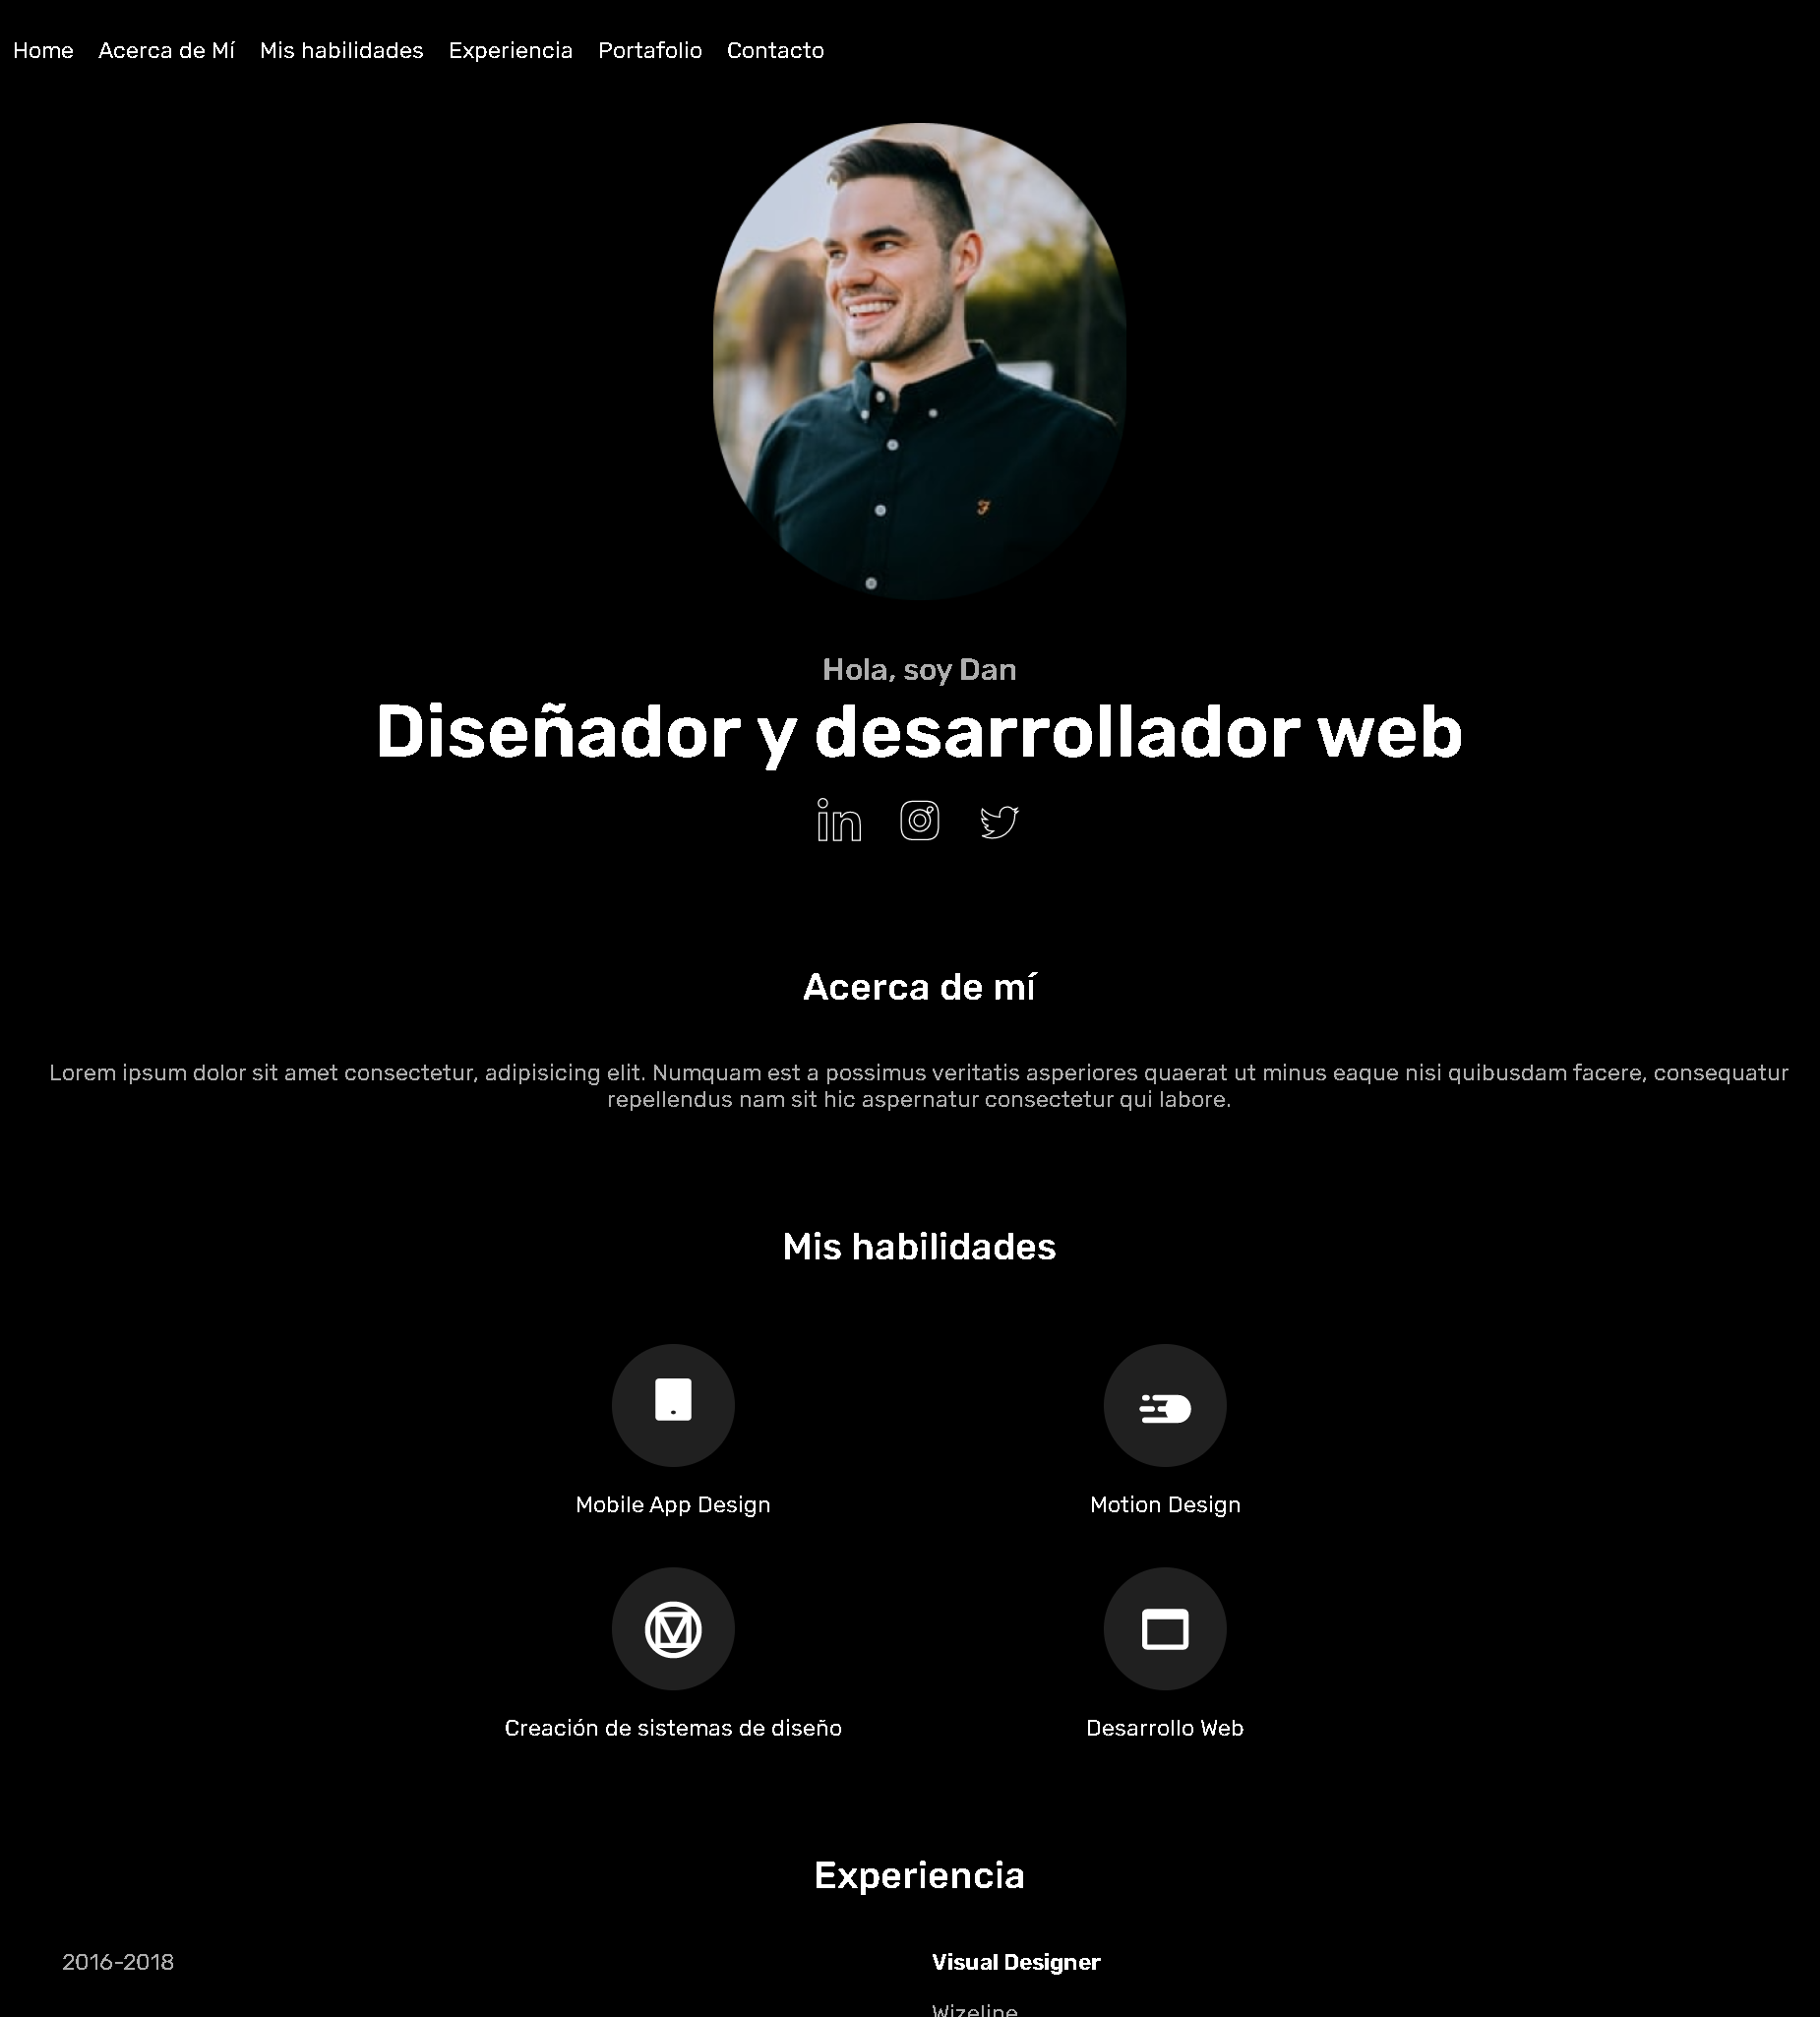 Home Acerca de Mí Mis habilidades Experiencia Portafolio Contacto
Hola, soy Dan
Diseñador y desarrollador web
Acerca de mí
Lorem ipsum dolor sit amet consectetur, adipisicing elit. Numquam est a possimus veritatis asperiores quaerat ut minus eaque nisi quibusdam facere, consequatur
repellendus nam sit hic aspernatur consectetur qui labore.
Mis habilidades
Mobile App Design Motion Design
Creación de sistemas de diseño Desarrollo Web
Experiencia
2016-2018 Visual Designer
Wizeline